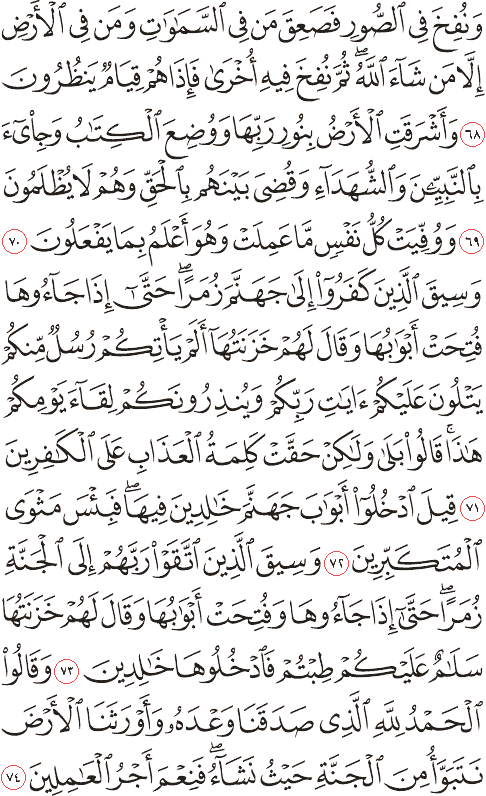 وَنُفِخَ فِى ٱلصُّورِ فَصَعِقَ مَن فِى ٱلسَّمَٰوَٰتِ وَمَن فِى ٱلْأَرْضِ
إِلَّا مَن شَآءَ ٱللَّهُ ۖ ثُمَّ نُفِخَ فِيهِ أُخْرَىٰ فَإِذَا هُمْ قِيَامٌ يَنظُرُونَ
٦٨ وَأَشْرَقَتِ ٱلْأَرْضُ بِنُورِ رَبِّهَا وَوُضِعَ ٱلْكِتَٰبُ وَجِا۟ىٓءَ
بِٱلنَّبِيِّـۧنَ وَٱلشُّهَدَآءِ وَقُضِىَ بَيْنَهُم بِٱلْحَقِّ وَهُمْ لَا يُظْلَمُونَ
٦٩ وَوُفِّيَتْ كُلُّ نَفْسٍ مَّا عَمِلَتْ وَهُوَ أَعْلَمُ بِمَا يَفْعَلُونَ ٧٠
وَسِيقَ ٱلَّذِينَ كَفَرُوٓا۟ إِلَىٰ جَهَنَّمَ زُمَرًا ۖ حَتَّىٰٓ إِذَا جَآءُوهَا
فُتِحَتْ أَبْوَٰبُهَا وَقَالَ لَهُمْ خَزَنَتُهَآ أَلَمْ يَأْتِكُمْ رُسُلٌ مِّنكُمْ
يَتْلُونَ عَلَيْكُمْ ءَايَٰتِ رَبِّكُمْ وَيُنذِرُونَكُمْ لِقَآءَ يَوْمِكُمْ
هَٰذَا ۚ قَالُوا۟ بَلَىٰ وَلَٰكِنْ حَقَّتْ كَلِمَةُ ٱلْعَذَابِ عَلَى ٱلْكَٰفِرِينَ
٧١ قِيلَ ٱدْخُلُوٓا۟ أَبْوَٰبَ جَهَنَّمَ خَٰلِدِينَ فِيهَا ۖ فَبِئْسَ مَثْوَى
ٱلْمُتَكَبِّرِينَ ٧٢ وَسِيقَ ٱلَّذِينَ ٱتَّقَوْا۟ رَبَّهُمْ إِلَى ٱلْجَنَّةِ
زُمَرًا ۖ حَتَّىٰٓ إِذَا جَآءُوهَا وَفُتِحَتْ أَبْوَٰبُهَا وَقَالَ لَهُمْ خَزَنَتُهَا
سَلَٰمٌ عَلَيْكُمْ طِبْتُمْ فَٱدْخُلُوهَا خَٰلِدِينَ ٧٣ وَقَالُوا۟
ٱلْحَمْدُ لِلَّهِ ٱلَّذِى صَدَقَنَا وَعْدَهُۥ وَأَوْرَثَنَا ٱلْأَرْضَ
نَتَبَوَّأُ مِنَ ٱلْجَنَّةِ حَيْثُ نَشَآءُ ۖ فَنِعْمَ أَجْرُ ٱلْعَٰمِلِينَ ٧٤